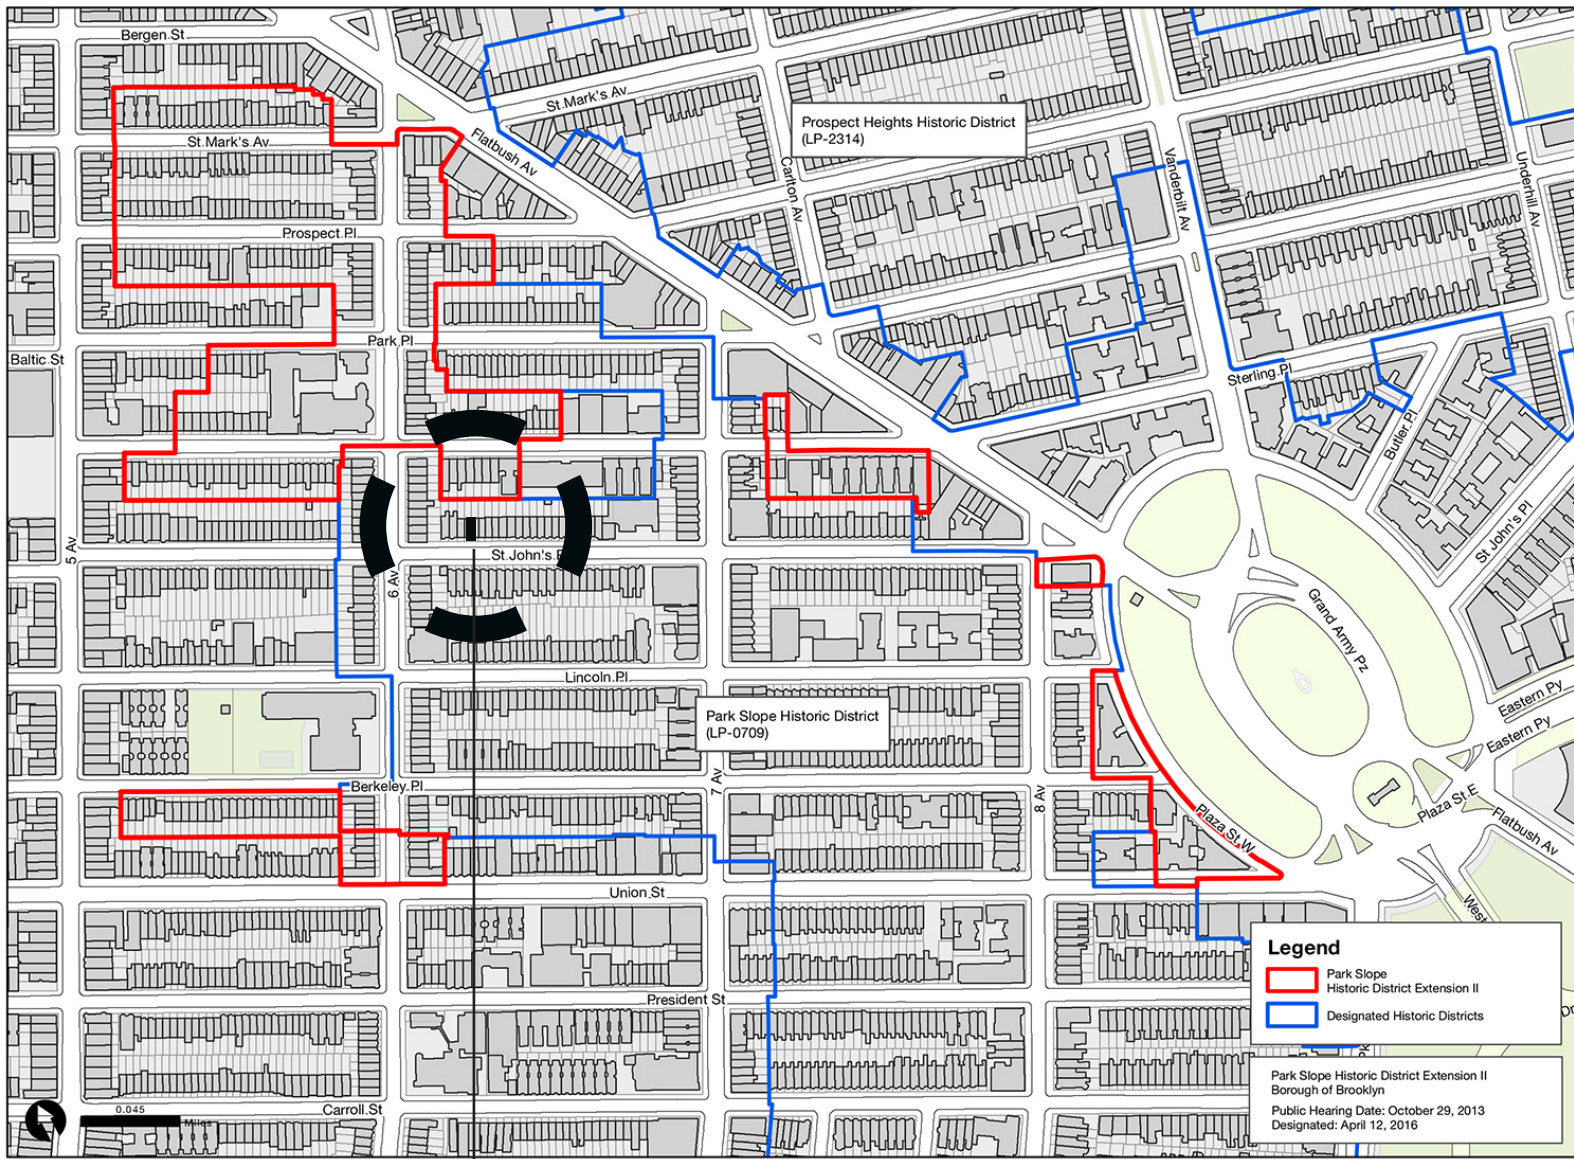 Bergen St
St Mark's Av
St Mark's Av
Flatbush Av
Prospect Heights Historic District
(LP-2314)
Carlton Av
Vanderbilt Av
Underhill Av
Prospect Pl
Park Pl
Baltic St
Sterling Pl
Butler Pl
St John's Pl
5 Av
6 Av
St John's
Grand Army Pz
Lincoln Pl
Eastern Py
Eastern Py
Park Slope Historic District
(LP-0709)
7 Av
8 Av
Berkeley Pl
Plaza St W
Plaza St E
Flatbush Av
Union St
West
President St
Carroll St
0.045
Miles
Legend
Park Slope
Historic District Extension II
Designated Historic Districts
Park Slope Historic District Extension II
Borough of Brooklyn
Public Hearing Date: October 29, 2013
Designated: April 12, 2016